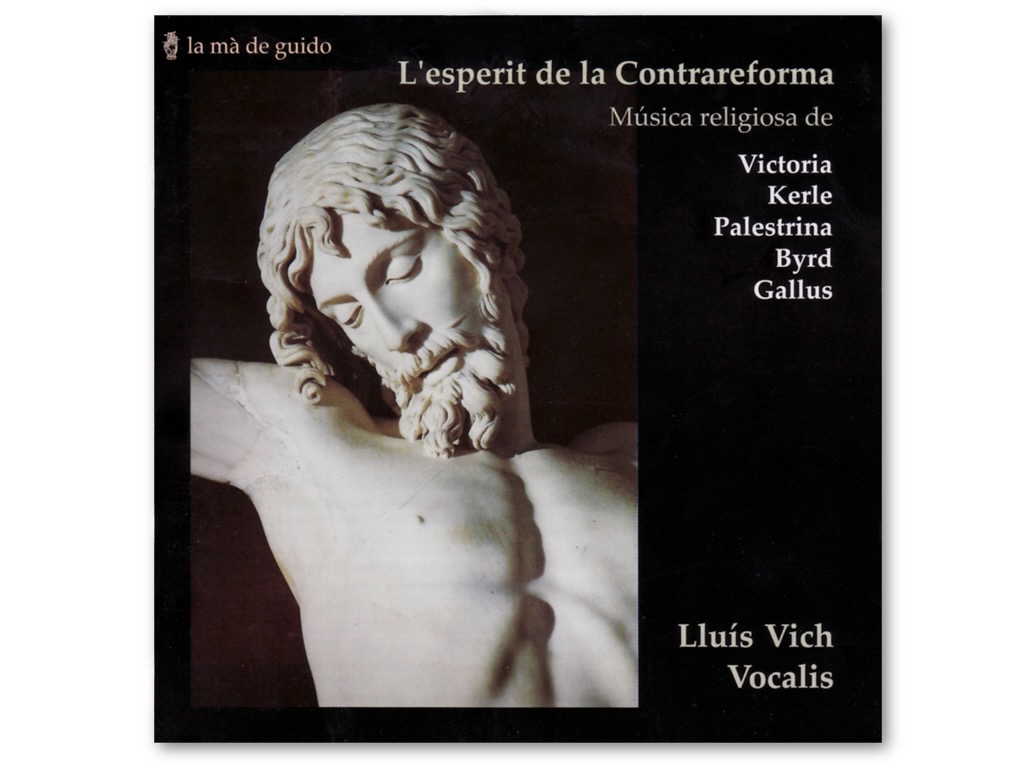 la mà de guido
L'esperit de la Contrareforma
Música religiosa de
Victoria
Kerle
Palestrina
Byrd
Gallus
Lluís Vich
Vocalis